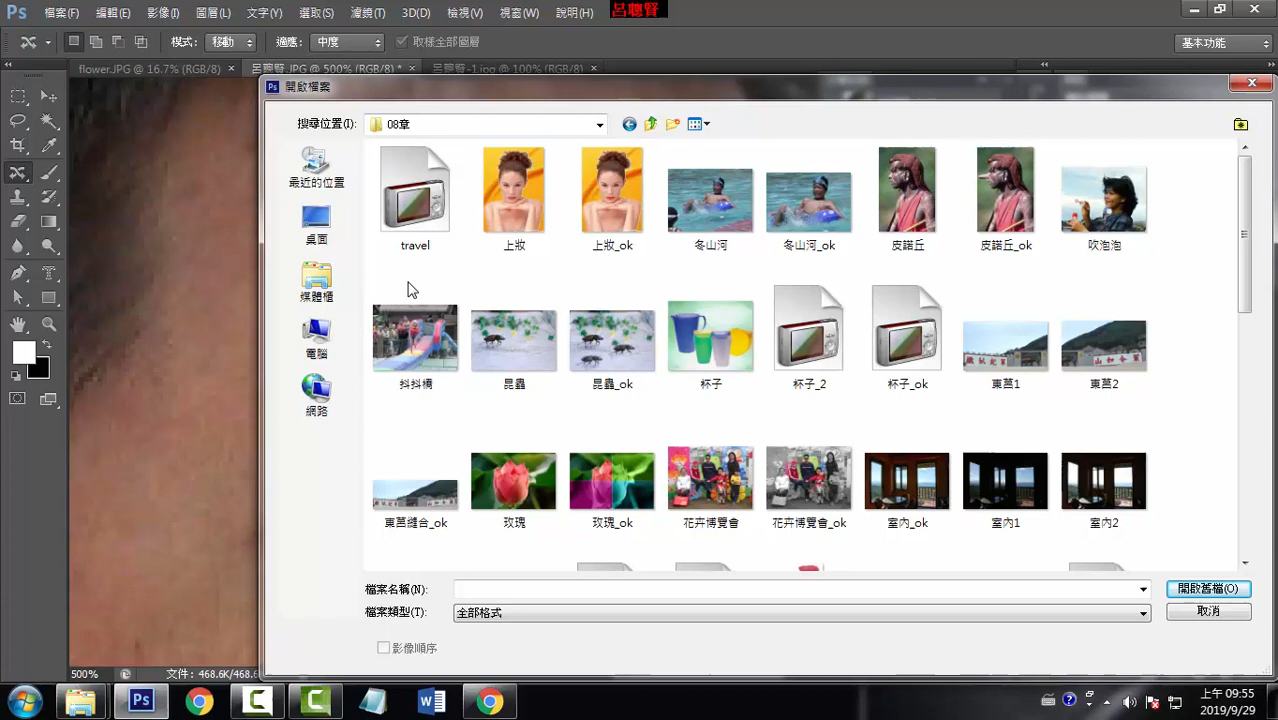 Ps 檔案(F) 編輯(E) 影像(I) 圖層(L) 文字(Y) 選取(S) 濾鏡(T) 3D(D) 檢視(V) 視窗(W) 說明(H) 呂聰賢
模式: 移動 適應: 中度 取樣全部圖層 基本功能
flower.JPG @ 16.7% (RGB/8) × 呂聰賢.JPG @ 500% (RGB/8) * × 呂聰賢-1.jpg @ 100% (RGB/8) ×
Ps 開啟檔案
搜尋位置(I): 08章
最近的位置
桌面
媒體櫃
電腦
網路
travel 上妝 上妝_ok 冬山河 冬山河_ok 皮諾丘 皮諾丘_ok 吹泡泡
抖抖橋 昆蟲 昆蟲_ok 杯子 杯子_2 杯子_ok 東莒1 東莒2
東莒縫合_ok 玫瑰 玫瑰_ok 花卉博覽會 花卉博覽會_ok 室內_ok 室內1 室內2
檔案名稱(N): 開啟舊檔(O)
檔案類型(T): 全部格式 取消
影像順序
500% 文件: 468.6K/468.6
上午 09:55
2019/9/29